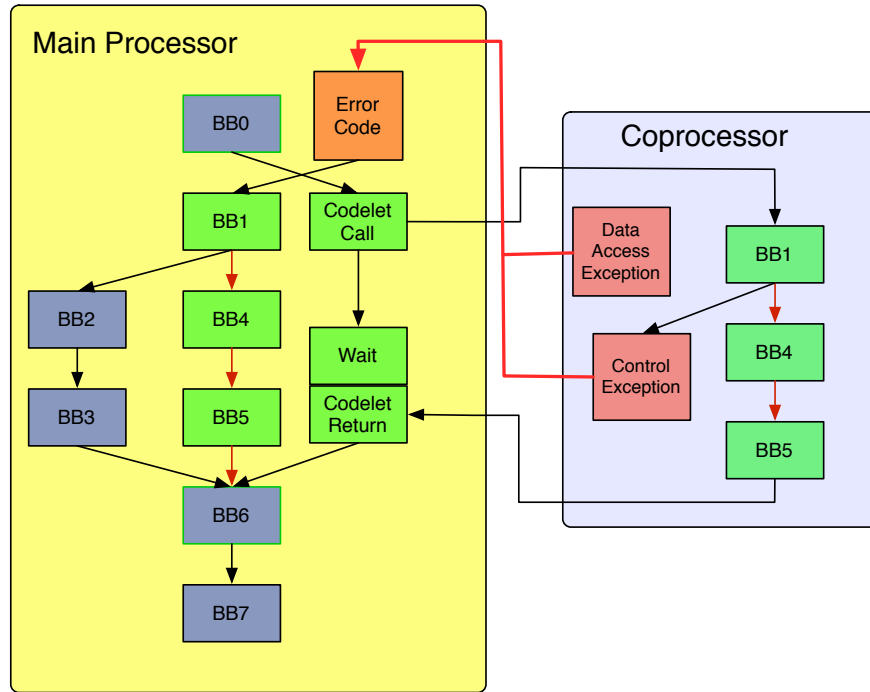 Main Processor
Error
Code
BB0
BB1
Codelet
Call
BB2
BB4
Wait
BB3
BB5
Codelet
Return
BB6
BB7
Coprocessor
Data
Access
Exception
BB1
Control
Exception
BB4
BB5